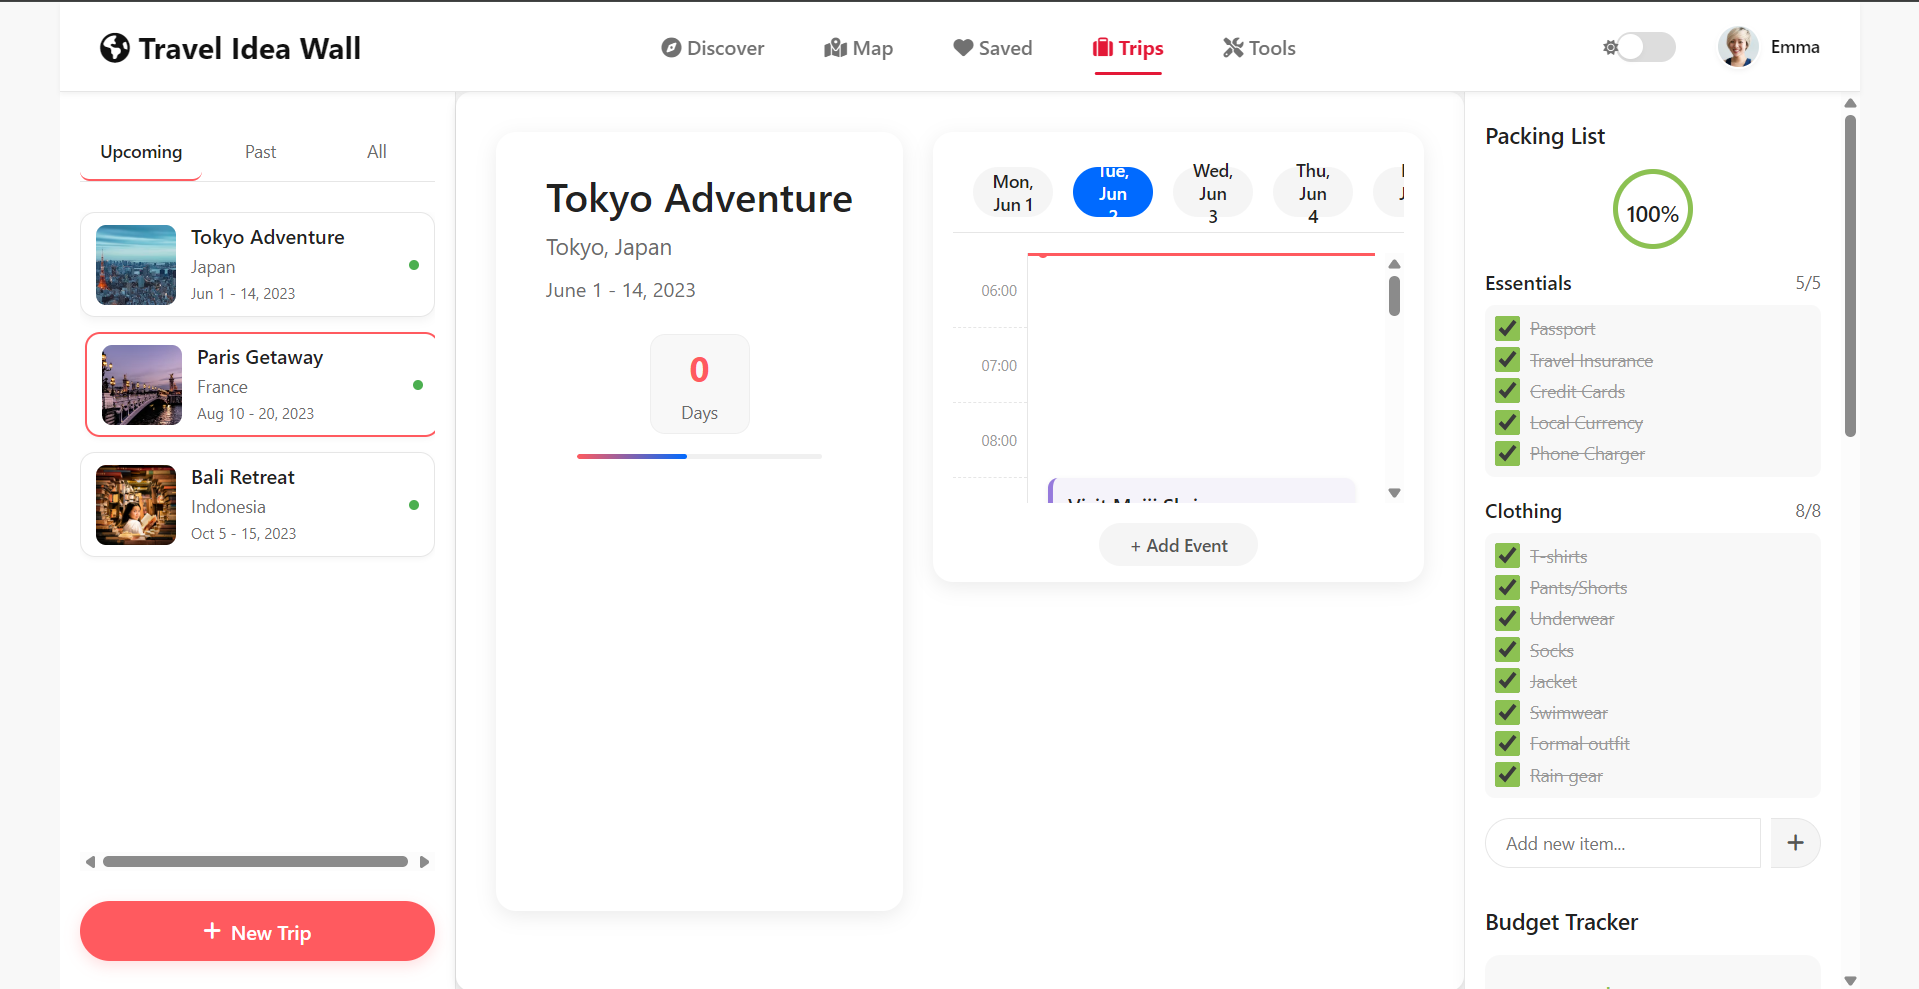 Travel Idea Wall
Discover
Map
Saved
Trips
Tools
Emma
Upcoming
Past
All
Tokyo Adventure
Japan
Jun 1 - 14, 2023
Paris Getaway
France
Aug 10 - 20, 2023
Bali Retreat
Indonesia
Oct 5 - 15, 2023
+ New Trip
Tokyo Adventure
Tokyo, Japan
June 1 - 14, 2023
0
Days
Mon,
Jun 1
Tue,
Jun
2
Wed,
Jun
3
Thu,
Jun
4
06:00
07:00
08:00
Visit Meiji Shrine
+ Add Event
Packing List
100%
Essentials
5/5
Passport
Travel Insurance
Credit Cards
Local Currency
Phone Charger
Clothing
8/8
T-shirts
Pants/Shorts
Underwear
Socks
Jacket
Swimwear
Formal outfit
Rain gear
Add new item...
+
Budget Tracker